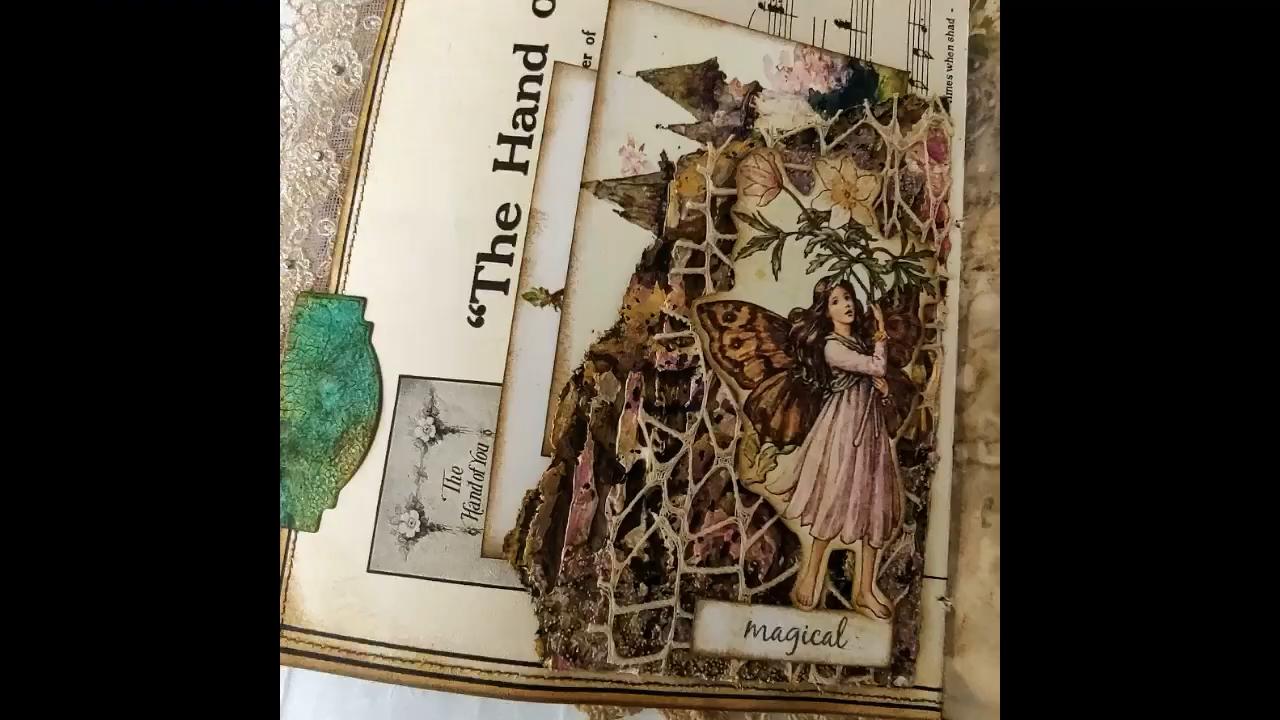 “The Hand o
er of
imes when shad -
The
Hand of You
magical